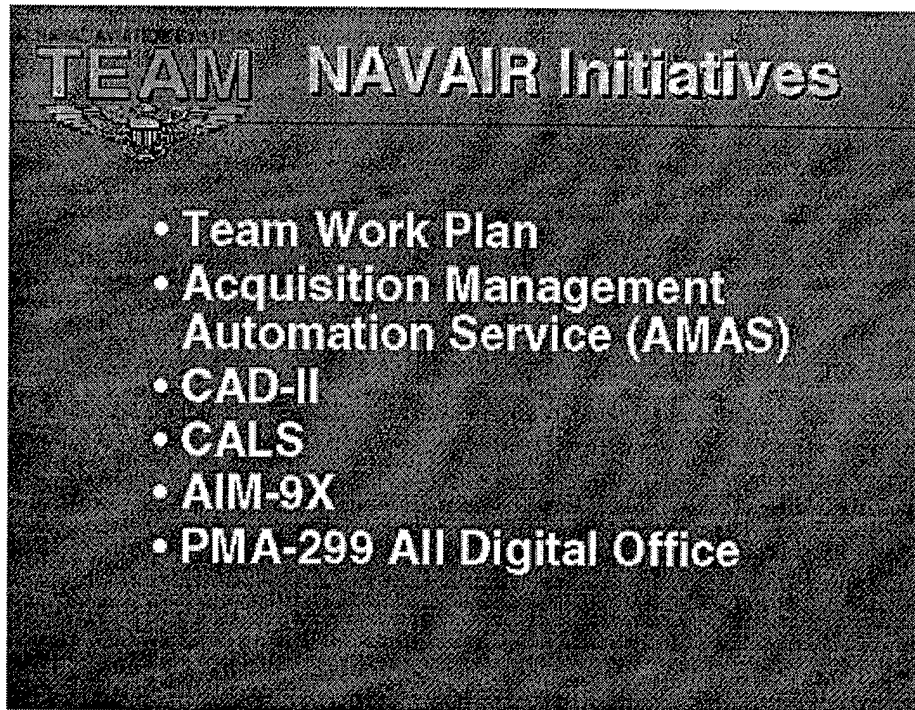 TEAM NAVAIR Initiatives
• Team Work Plan
• Acquisition Management
Automation Service (AMAS)
• CAD-II
• CALS
• AIM-9X
• PMA-299 All Digital Office